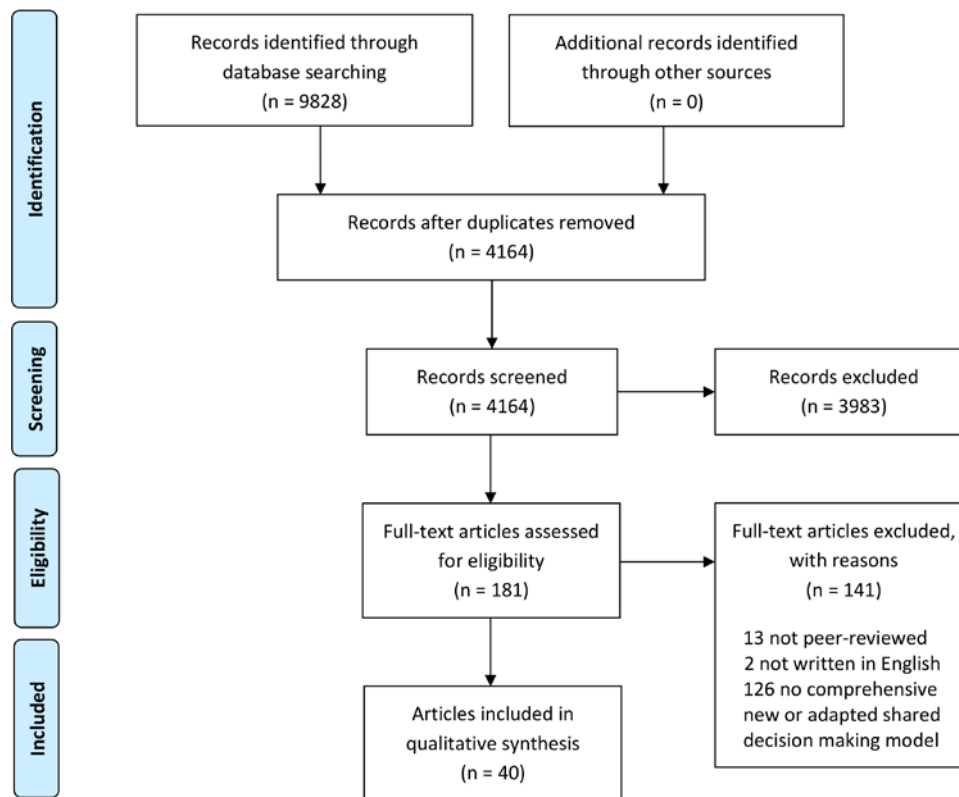 Identification
Records identified through
database searching
(n = 9828)
Additional records identified
through other sources
(n = 0)
Records after duplicates removed
(n = 4164)
Screening
Records screened
(n = 4164)
Records excluded
(n = 3983)
Eligibility
Full-text articles assessed
for eligibility
(n = 181)
Full-text articles excluded,
with reasons
(n = 141)
13 not peer-reviewed
2 not written in English
126 no comprehensive
new or adapted shared
decision making model
Included
Articles included in
qualitative synthesis
(n = 40)